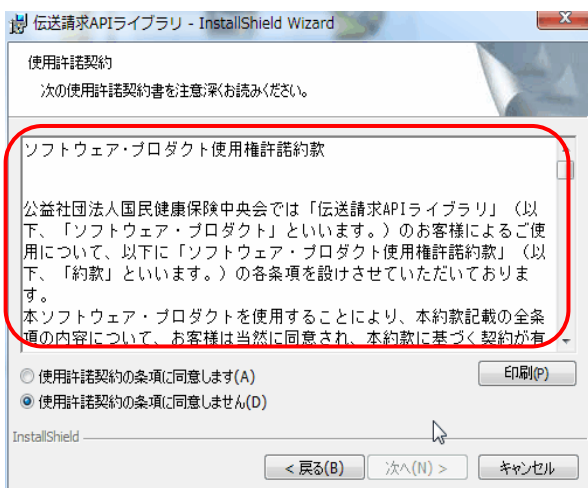 伝送請求APIライブラリ - InstallShield Wizard
使用許諾契約
次の使用許諾契約書を注意深くお読みください。
ソフトウェア・プロダクト使用権許諾約款
公益社団法人国民健康保険中央会では「伝送請求APIライブラリ」（以
下、「ソフトウェア・プロダクト」といいます。）のお客様によるご使
用について、以下に「ソフトウェア・プロダクト使用権許諾約款」（以
下、「約款」といいます。）の各条項を設けさせていただいておりま
す。
本ソフトウェア・プロダクトを使用することにより、本約款記載の全条
項の内容について、お客様は当然に同意され、本約款に基づく契約が有
使用許諾契約の条項に同意します(A)
印刷(P)
使用許諾契約の条項に同意しません(D)
InstallShield
< 戻る(B)
次へ(N) >
キャンセル